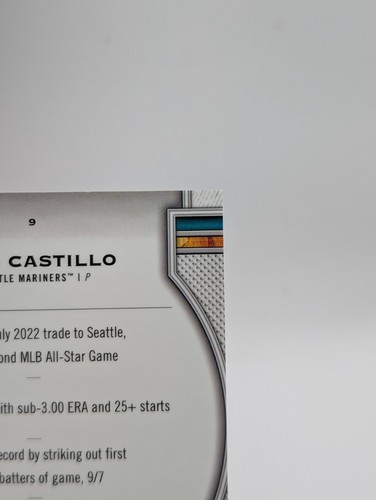 9
CASTILLO
TLE MARINERS™ | P
uly 2022 trade to Seattle,
ond MLB All-Star Game
ith sub-3.00 ERA and 25+ starts
ecord by striking out first
batters of game, 9/7